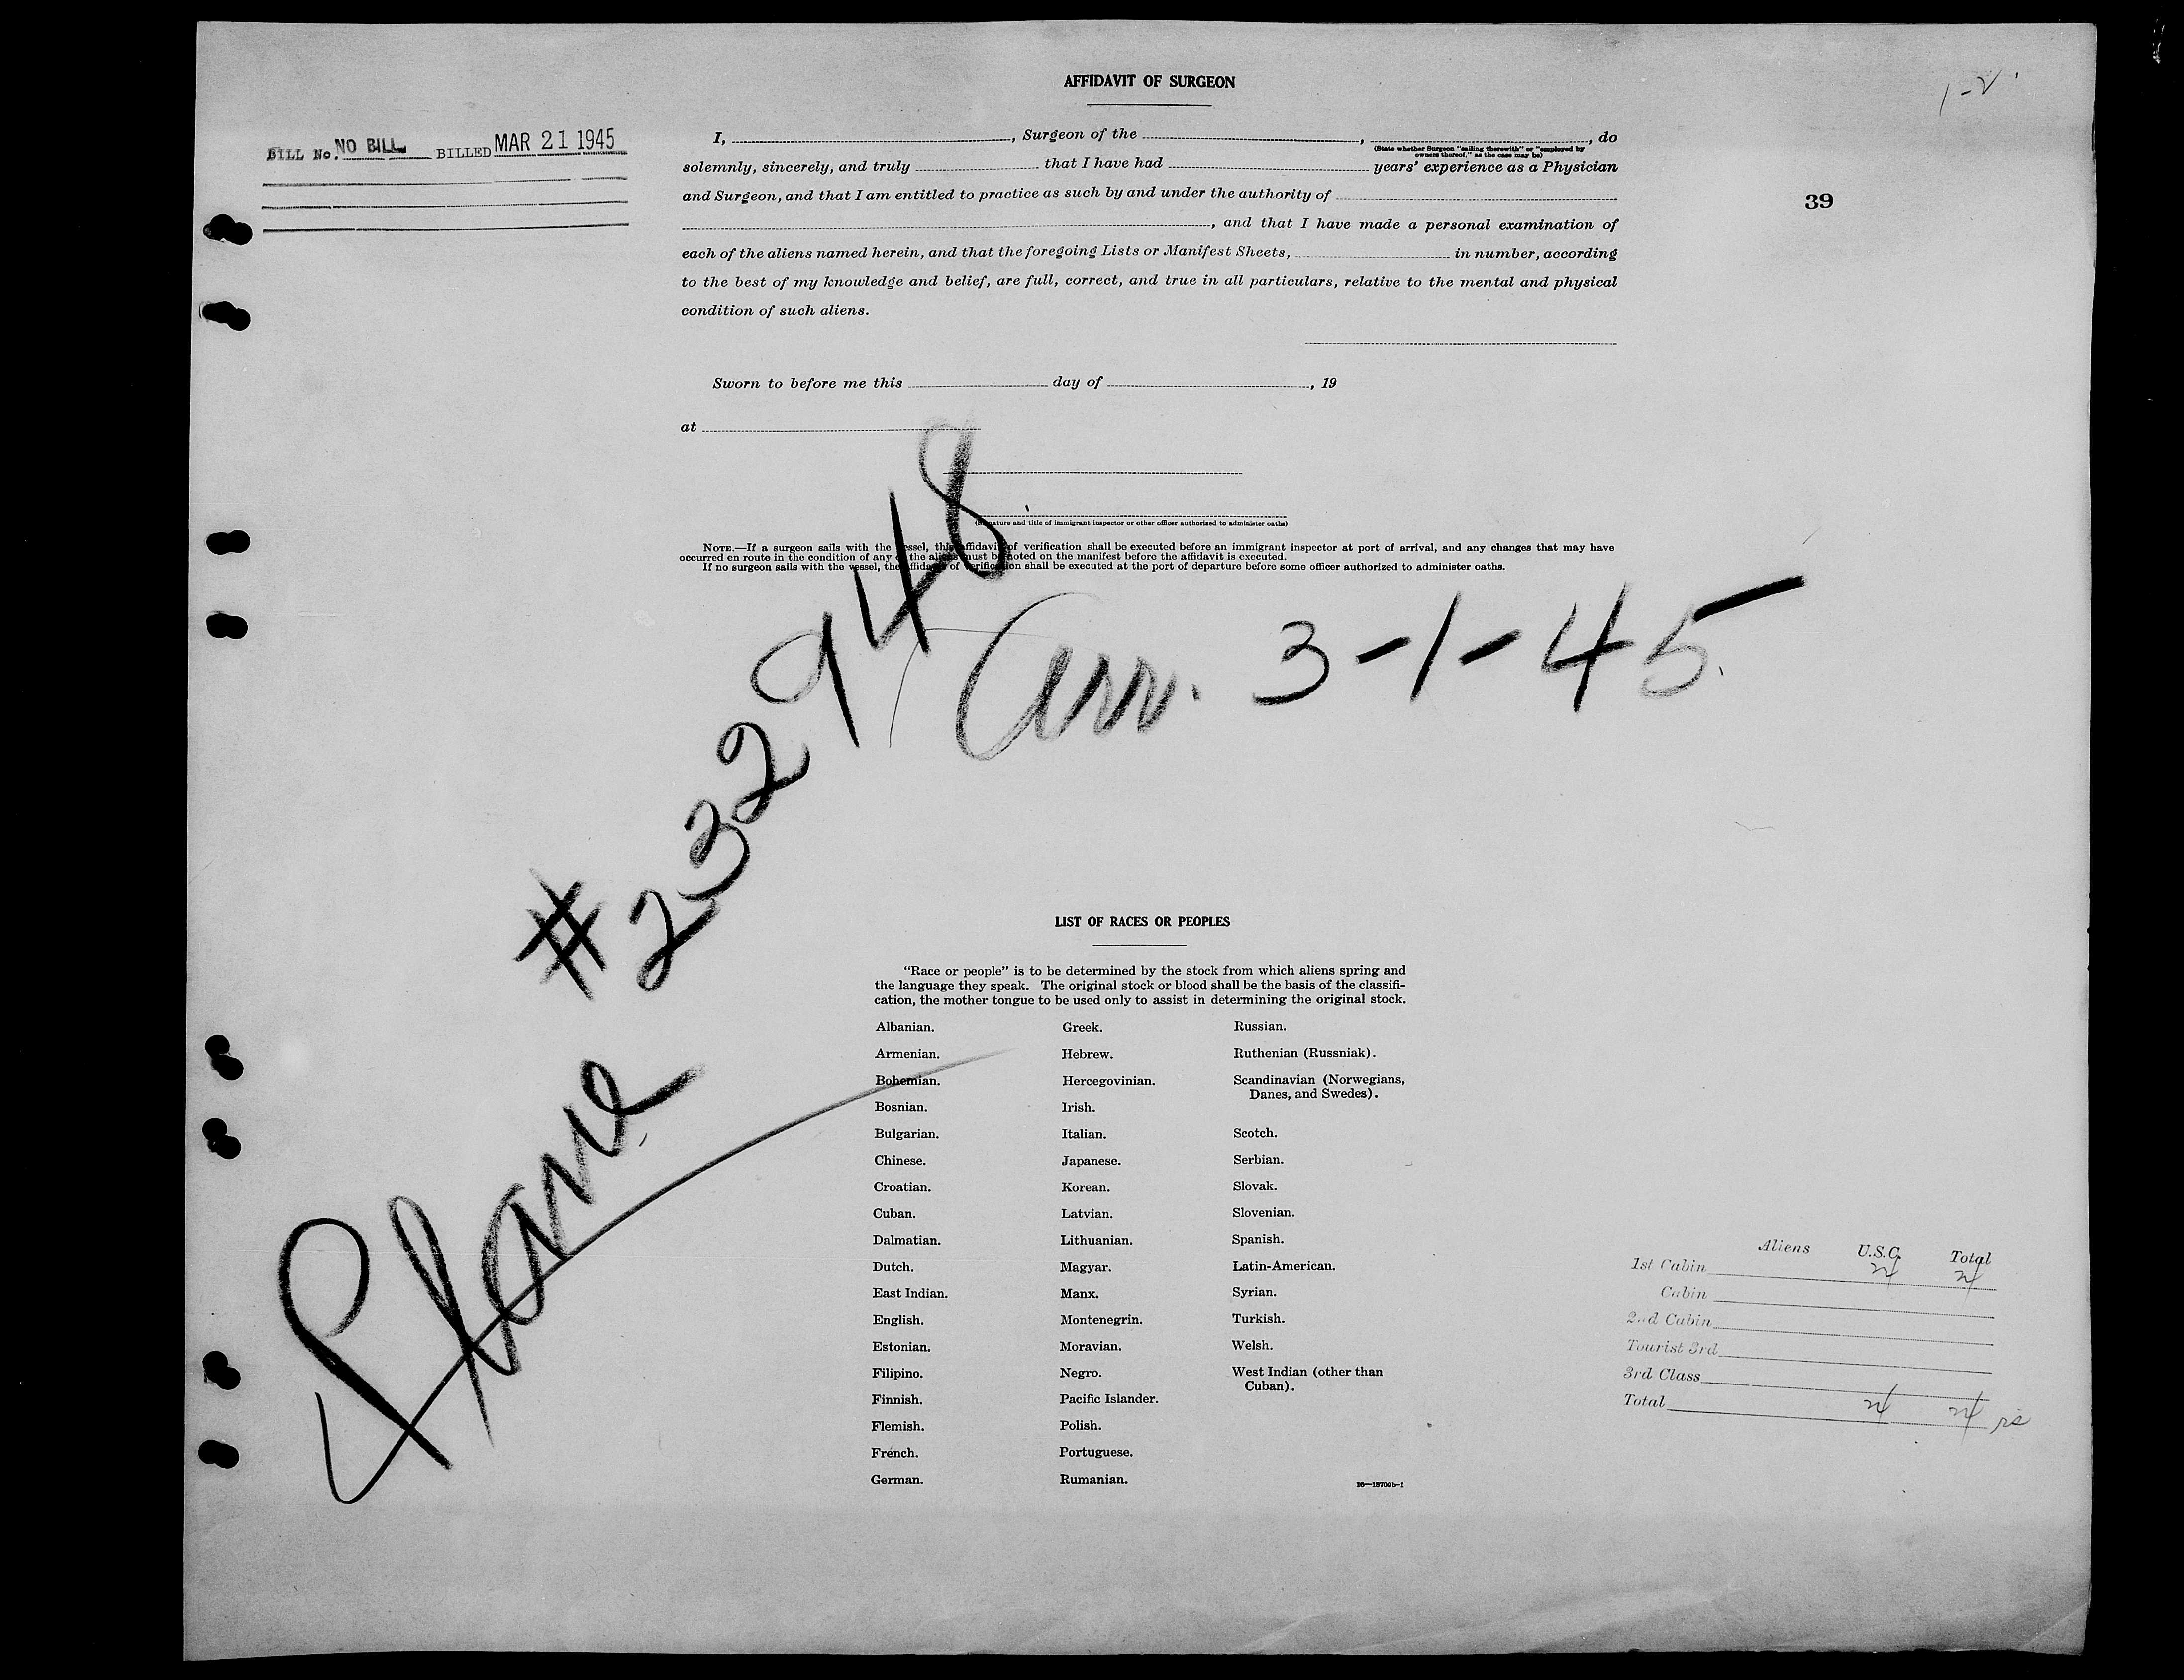 AFFIDAVIT OF SURGEON
1-2
BILL No. NO BILL BILLED MAR 21 1945
I, , Surgeon of the , , do
(State whether Surgeon "sailing therewith" or "employed by
owners thereof," as the case may be)
solemnly, sincerely, and truly that I have had years' experience as a Physician
and Surgeon, and that I am entitled to practice as such by and under the authority of
39
, and that I have made a personal examination of
each of the aliens named herein, and that the foregoing Lists or Manifest Sheets, in number, according
to the best of my knowledge and belief, are full, correct, and true in all particulars, relative to the mental and physical
condition of such aliens.
Sworn to before me this day of , 19
at
(Signature and title of immigrant inspector or other officer authorized to administer oaths)
NOTE.—If a surgeon sails with the vessel, this affidavit of verification shall be executed before an immigrant inspector at port of arrival, and any changes that may have
occurred en route in the condition of any of the aliens must be noted on the manifest before the affidavit is executed.
If no surgeon sails with the vessel, the affidavit of verification shall be executed at the port of departure before some officer authorized to administer oaths.
Plane # 232948
Arr. 3-1-45.
LIST OF RACES OR PEOPLES
"Race or people" is to be determined by the stock from which aliens spring and
the language they speak. The original stock or blood shall be the basis of the classifi-
cation, the mother tongue to be used only to assist in determining the original stock.
Albanian.
Armenian.
Bohemian.
Bosnian.
Bulgarian.
Chinese.
Croatian.
Cuban.
Dalmatian.
Dutch.
East Indian.
English.
Estonian.
Filipino.
Finnish.
Flemish.
French.
German.
Greek.
Hebrew.
Hercegovinian.
Irish.
Italian.
Japanese.
Korean.
Latvian.
Lithuanian.
Magyar.
Manx.
Montenegrin.
Moravian.
Negro.
Pacific Islander.
Polish.
Portuguese.
Rumanian.
Russian.
Ruthenian (Russniak).
Scandinavian (Norwegians,
Danes, and Swedes).
Scotch.
Serbian.
Slovak.
Slovenian.
Spanish.
Latin-American.
Syrian.
Turkish.
Welsh.
West Indian (other than
Cuban).
16—18709b-1
Aliens U.S.C. Total
1st Cabin
Cabin
2nd Cabin
Tourist 3rd
3rd Class
Total